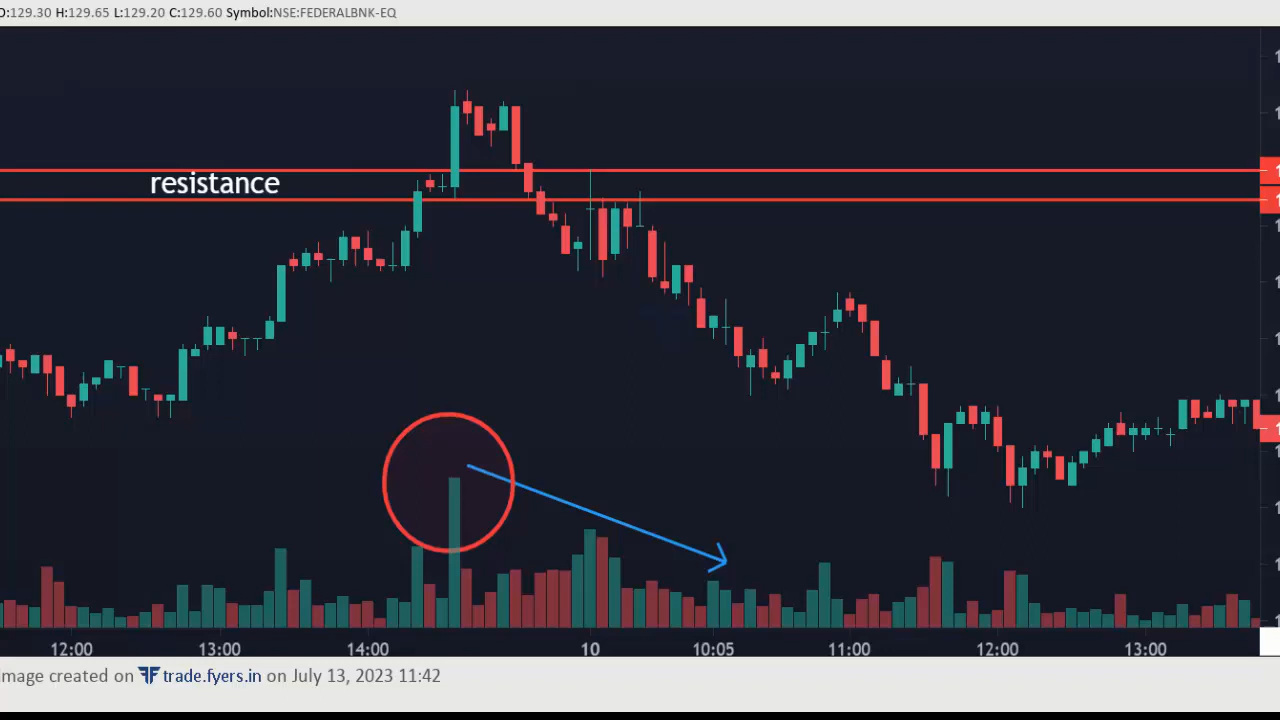 O:129.30 H:129.65 L:129.20 C:129.60 Symbol:NSE:FEDERALBNK-EQ
resistance
12:00 13:00 14:00 10 10:05 11:00 12:00 13:00
mage created on trade.fyers.in on July 13, 2023 11:42